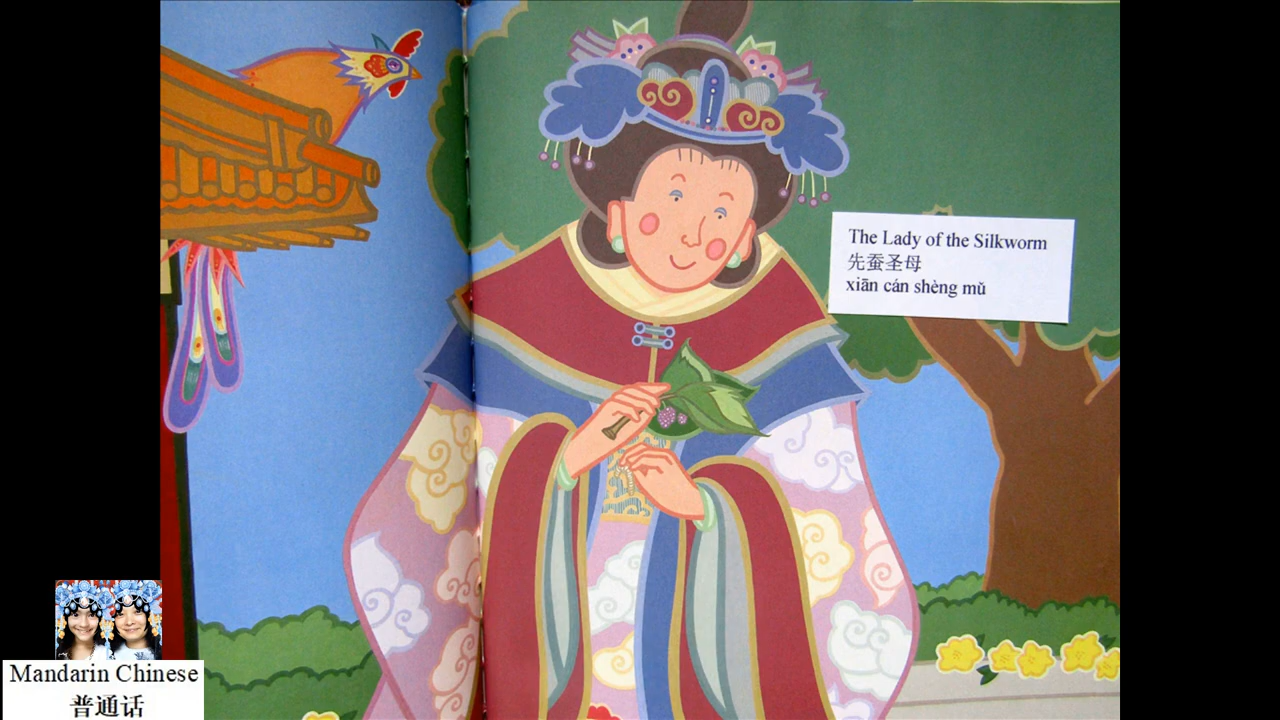 The Lady of the Silkworm
先蚕圣母
xiān cán shèng mǔ
Mandarin Chinese
普通话